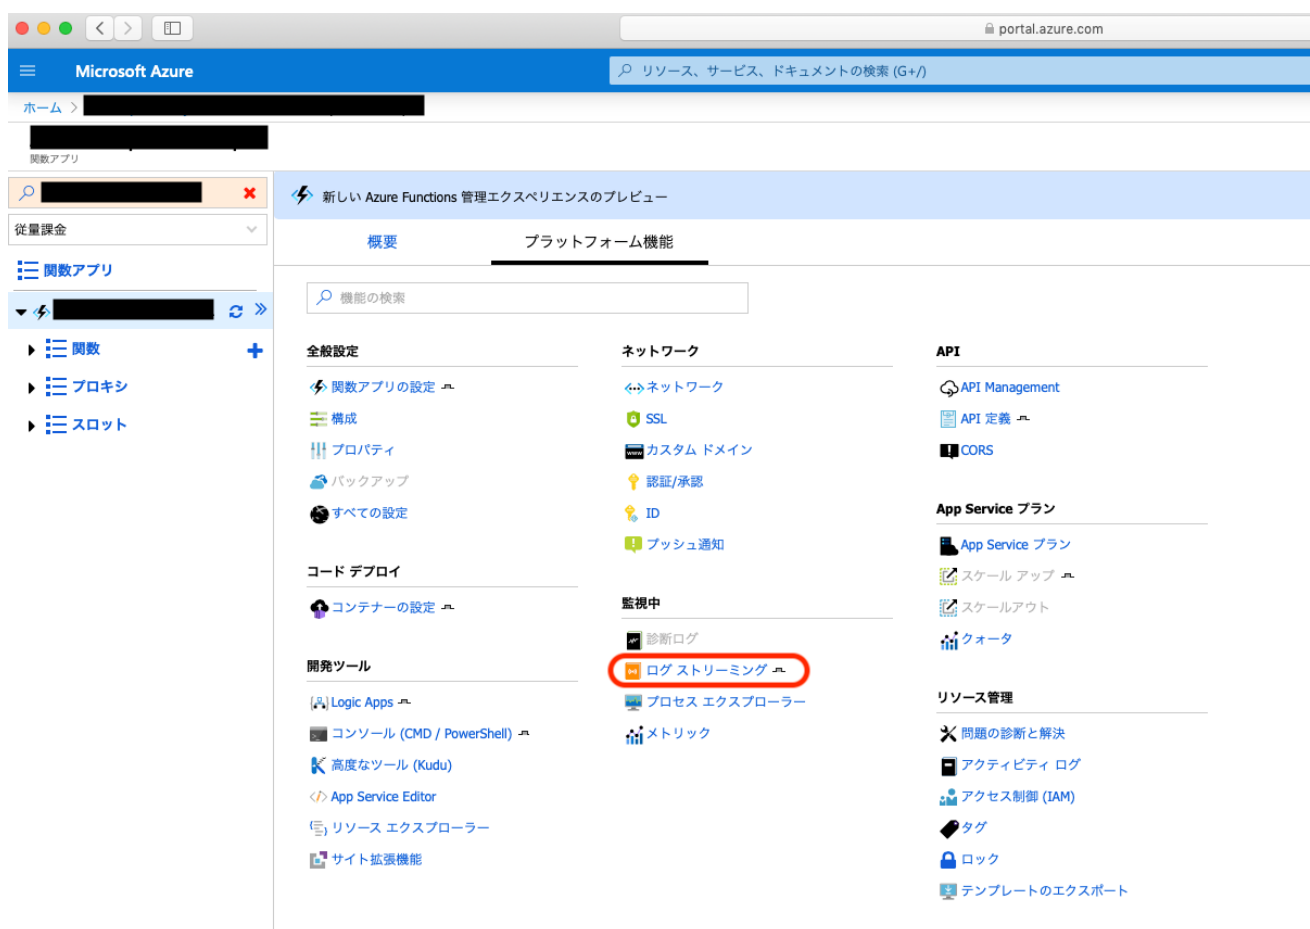 portal.azure.com
Microsoft Azure
リソース、サービス、ドキュメントの検索 (G+/)
ホーム >
関数アプリ
従量課金
関数アプリ
関数
プロキシ
スロット
新しい Azure Functions 管理エクスペリエンスのプレビュー
概要
プラットフォーム機能
機能の検索
全般設定
関数アプリの設定
構成
プロパティ
バックアップ
すべての設定
コード デプロイ
コンテナーの設定
開発ツール
Logic Apps
コンソール (CMD / PowerShell)
高度なツール (Kudu)
App Service Editor
リソース エクスプローラー
サイト拡張機能
ネットワーク
ネットワーク
SSL
カスタム ドメイン
認証/承認
ID
プッシュ通知
監視中
診断ログ
ログ ストリーミング
プロセス エクスプローラー
メトリック
API
API Management
API 定義
CORS
App Service プラン
App Service プラン
スケール アップ
スケールアウト
クォータ
リソース管理
問題の診断と解決
アクティビティ ログ
アクセス制御 (IAM)
タグ
ロック
テンプレートのエクスポート